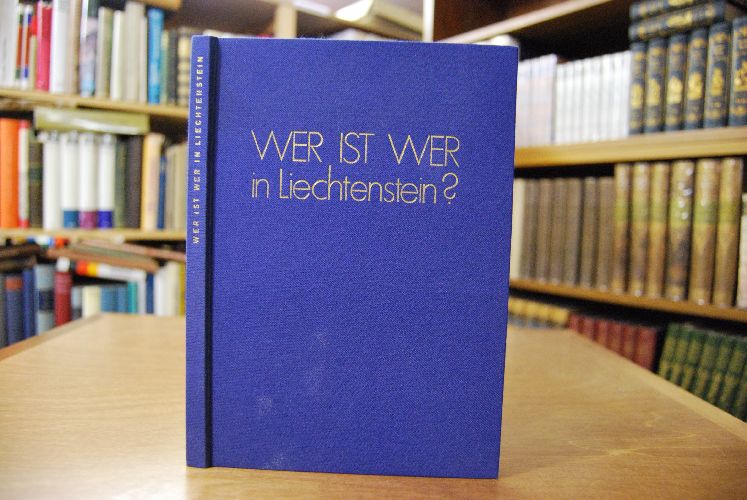 WER IST WER IN LIECHTENSTEIN
WER IST WER
in Liechtenstein?